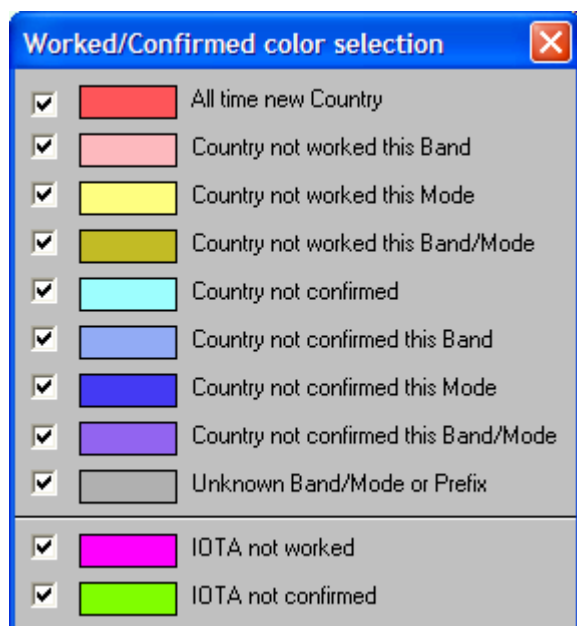 Worked/Confirmed color selection
All time new Country
Country not worked this Band
Country not worked this Mode
Country not worked this Band/Mode
Country not confirmed
Country not confirmed this Band
Country not confirmed this Mode
Country not confirmed this Band/Mode
Unknown Band/Mode or Prefix
IOTA not worked
IOTA not confirmed